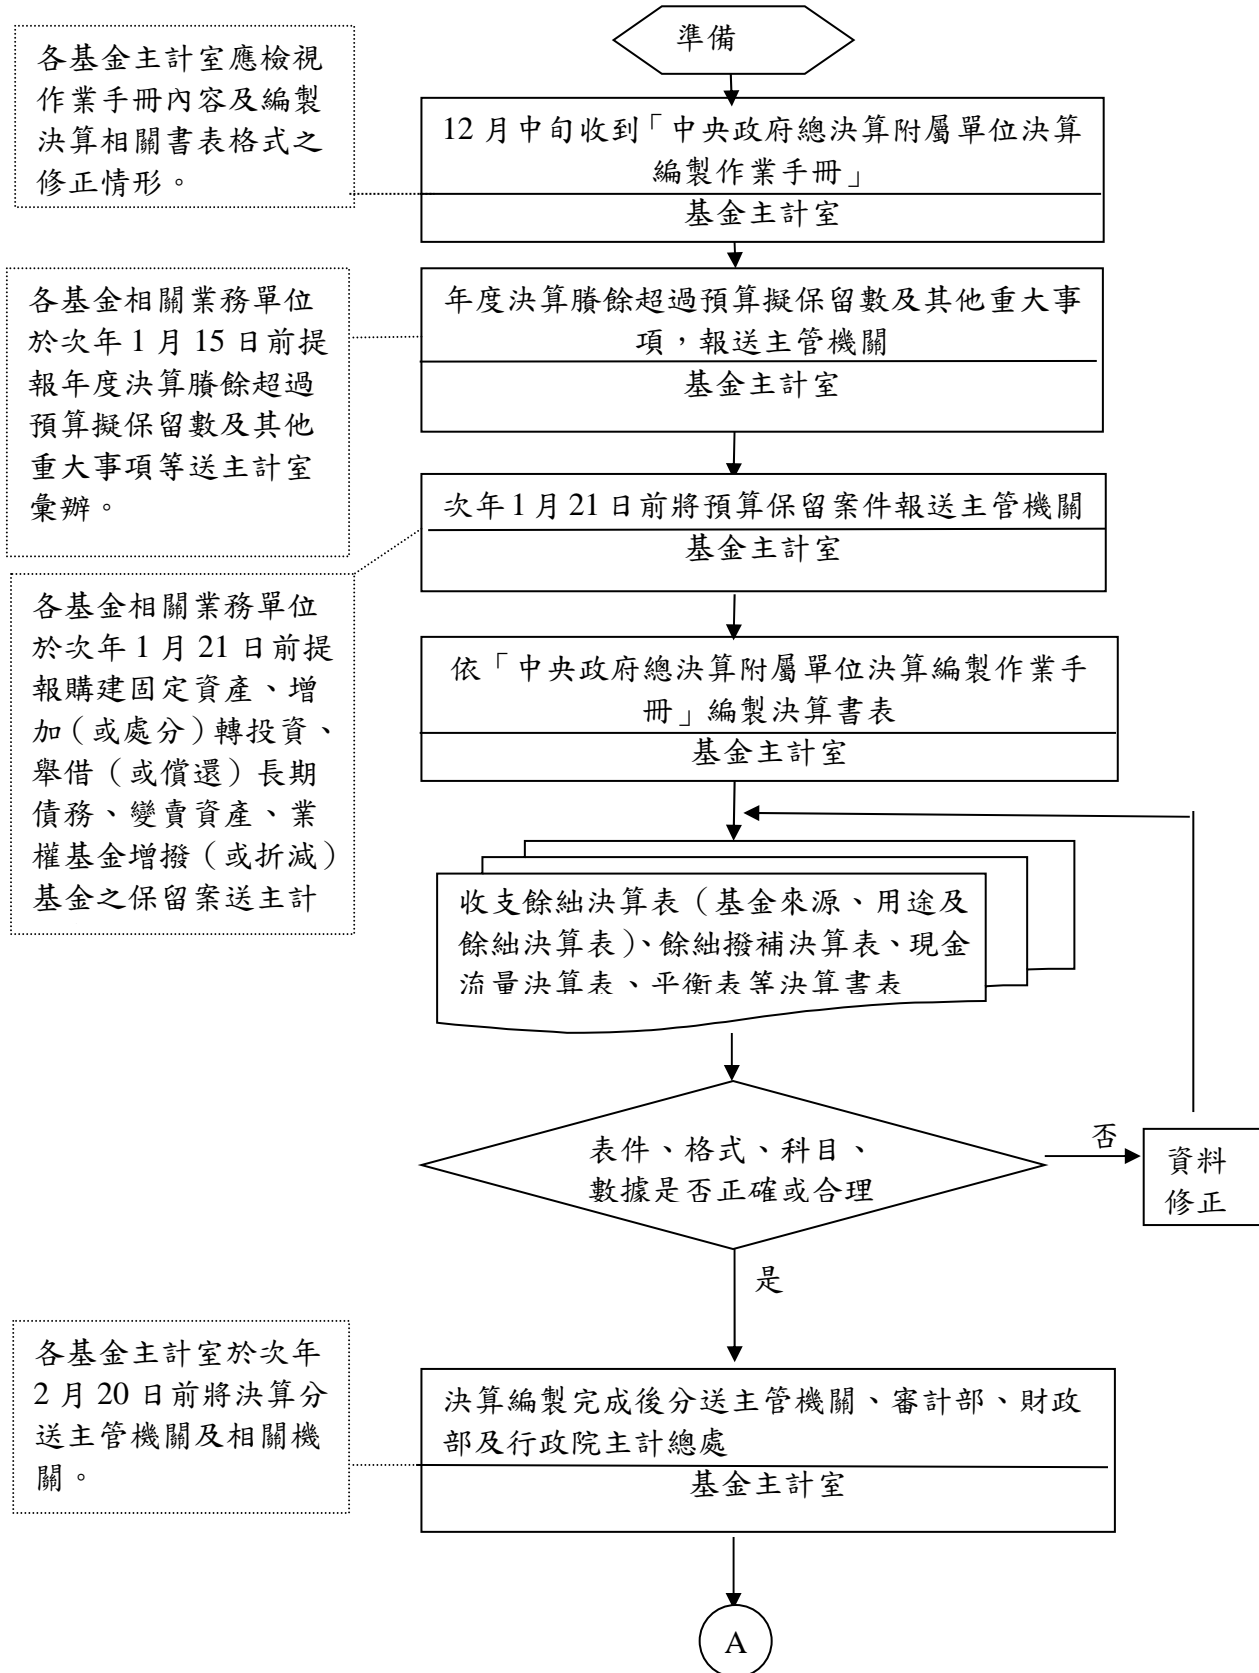 準備
各基金主計室應檢視
作業手冊內容及編製
決算相關書表格式之
修正情形。
12 月中旬收到「中央政府總決算附屬單位決算
編製作業手冊」
基金主計室
各基金相關業務單位
於次年 1 月 15 日前提
報年度決算賸餘超過
預算擬保留數及其他
重大事項等送主計室
彙辦。
年度決算賸餘超過預算擬保留數及其他重大事
項，報送主管機關
基金主計室
次年 1 月 21 日前將預算保留案件報送主管機關
基金主計室
各基金相關業務單位
於次年 1 月 21 日前提
報購建固定資產、增
加（或處分）轉投資、
舉借（或償還）長期
債務、變賣資產、業
權基金增撥（或折減）
基金之保留案送主計
依「中央政府總決算附屬單位決算編製作業手
冊」編製決算書表
基金主計室
收支餘絀決算表（基金來源、用途及
餘絀決算表）、餘絀撥補決算表、現金
流量決算表、平衡表等決算書表
表件、格式、科目、
數據是否正確或合理
否
資料
修正
是
各基金主計室於次年
2 月 20 日前將決算分
送主管機關及相關機
關。
決算編製完成後分送主管機關、審計部、財政
部及行政院主計總處
基金主計室
A